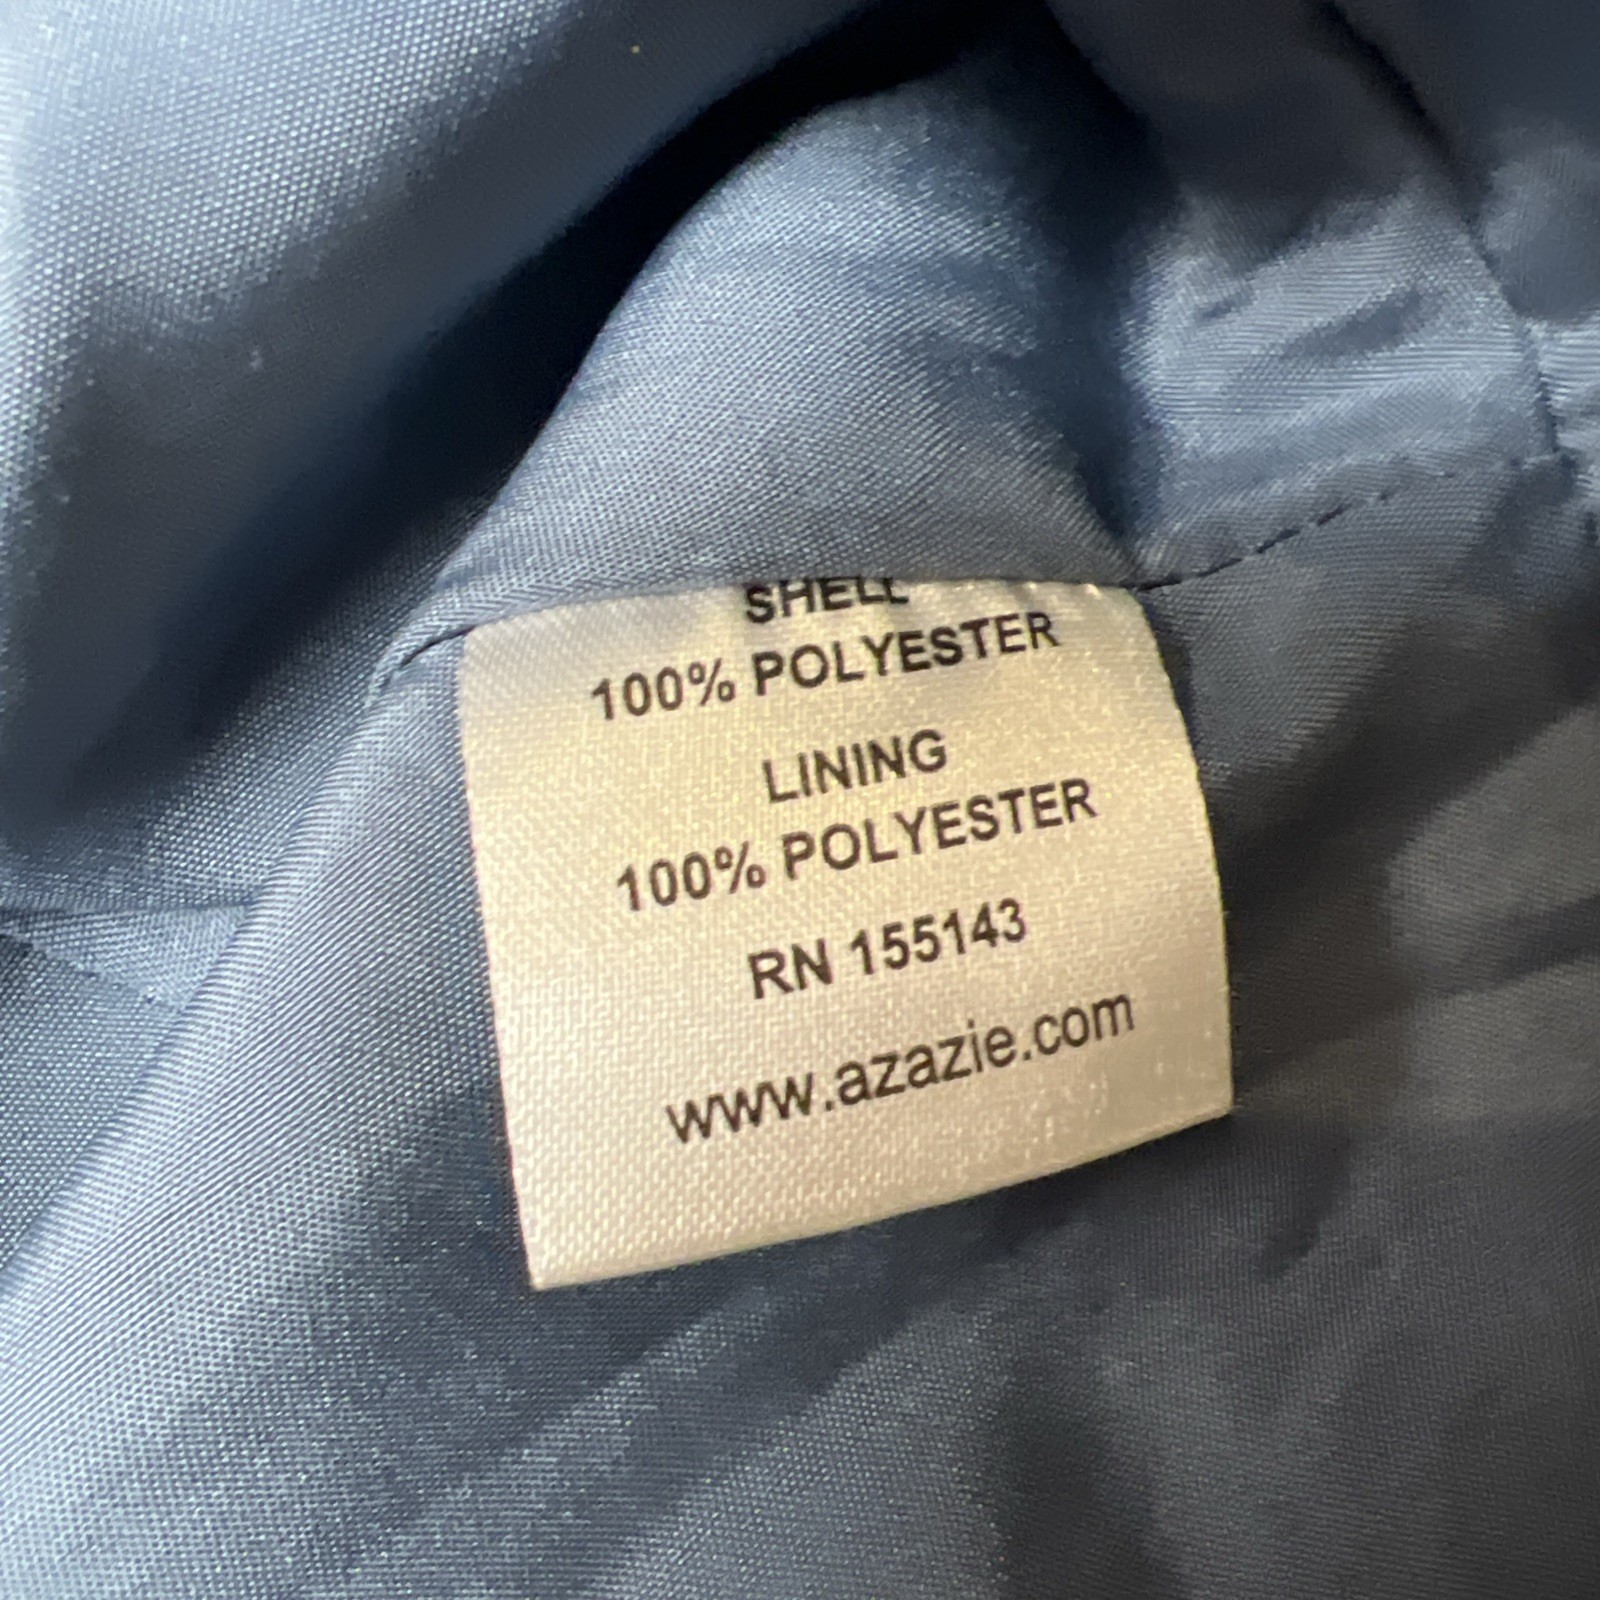 SHELL
100% POLYESTER
LINING
100% POLYESTER
RN 155143
www.azazie.com